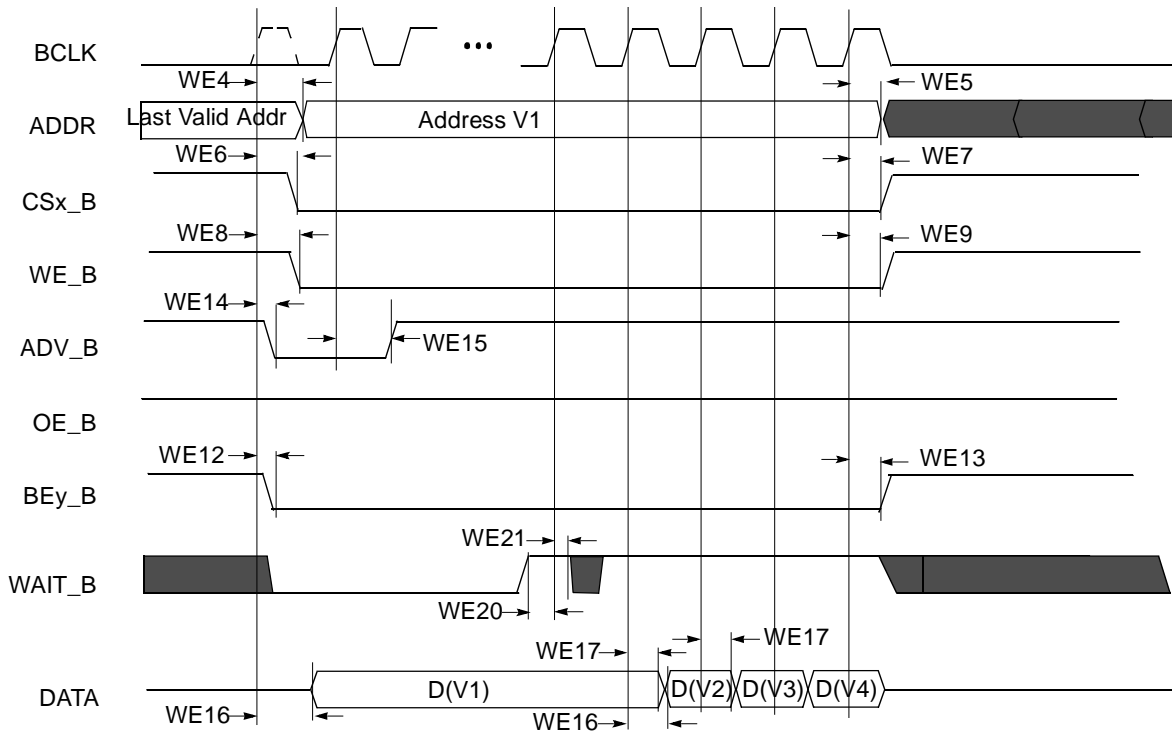 BCLK
...
WE4
WE5
ADDR
Last Valid Addr
Address V1
WE6
WE7
CSx_B
WE8
WE9
WE_B
WE14
WE15
ADV_B
OE_B
WE12
WE13
BEy_B
WE21
WAIT_B
WE20
WE17
WE17
DATA
D(V1)
D(V2)
D(V3)
D(V4)
WE16
WE16